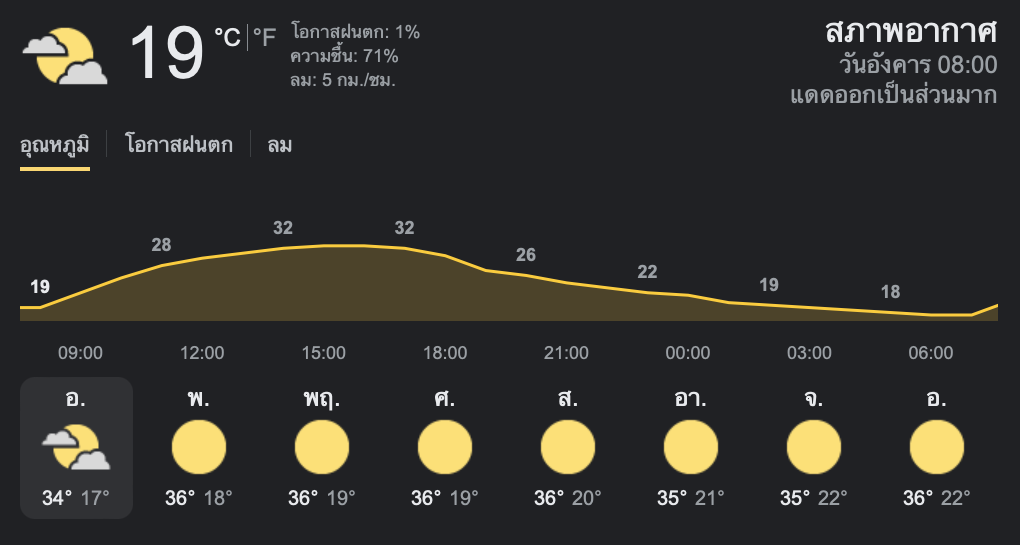 19 °C | °F
โอกาสฝนตก: 1%
ความชื้น: 71%
ลม: 5 กม./ชม.
สภาพอากาศ
วันอังคาร 08:00
แดดออกเป็นส่วนมาก
อุณหภูมิ | โอกาสฝนตก | ลม
19 28 32 32 26 22 19 18
09:00 12:00 15:00 18:00 21:00 00:00 03:00 06:00
อ. พ. พฤ. ศ. ส. อา. จ. อ.
34° 17° 36° 18° 36° 19° 36° 19° 36° 20° 35° 21° 35° 22° 36° 22°